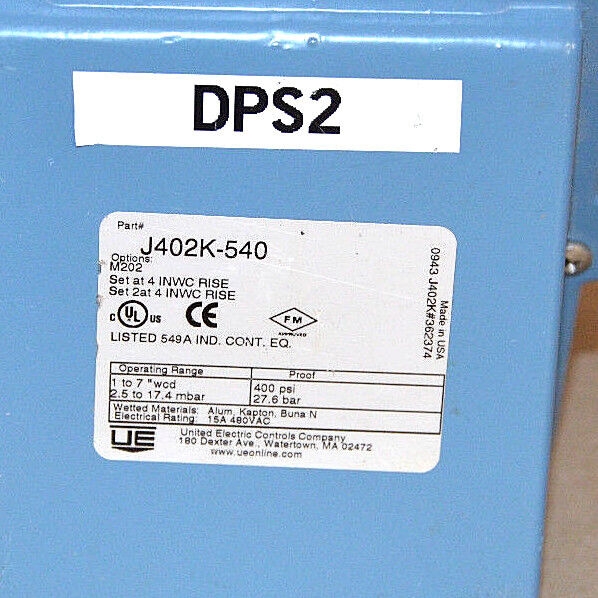 DPS2
Part#
J402K-540
Options:
M202
Set at 4 INWC RISE
Set 2at 4 INWC RISE
C UL US CE FM APPROVED
LISTED 549A IND. CONT. EQ.
Operating Range Proof
1 to 7 "wcd 400 psi
2.5 to 17.4 mbar 27.6 bar
Wetted Materials: Alum, Kapton, Buna N
Electrical Rating: 15A 480VAC
UE
United Electric Controls Company
180 Dexter Ave., Watertown, MA 02472
www.ueonline.com
Made in USA
0943 J402K#362374